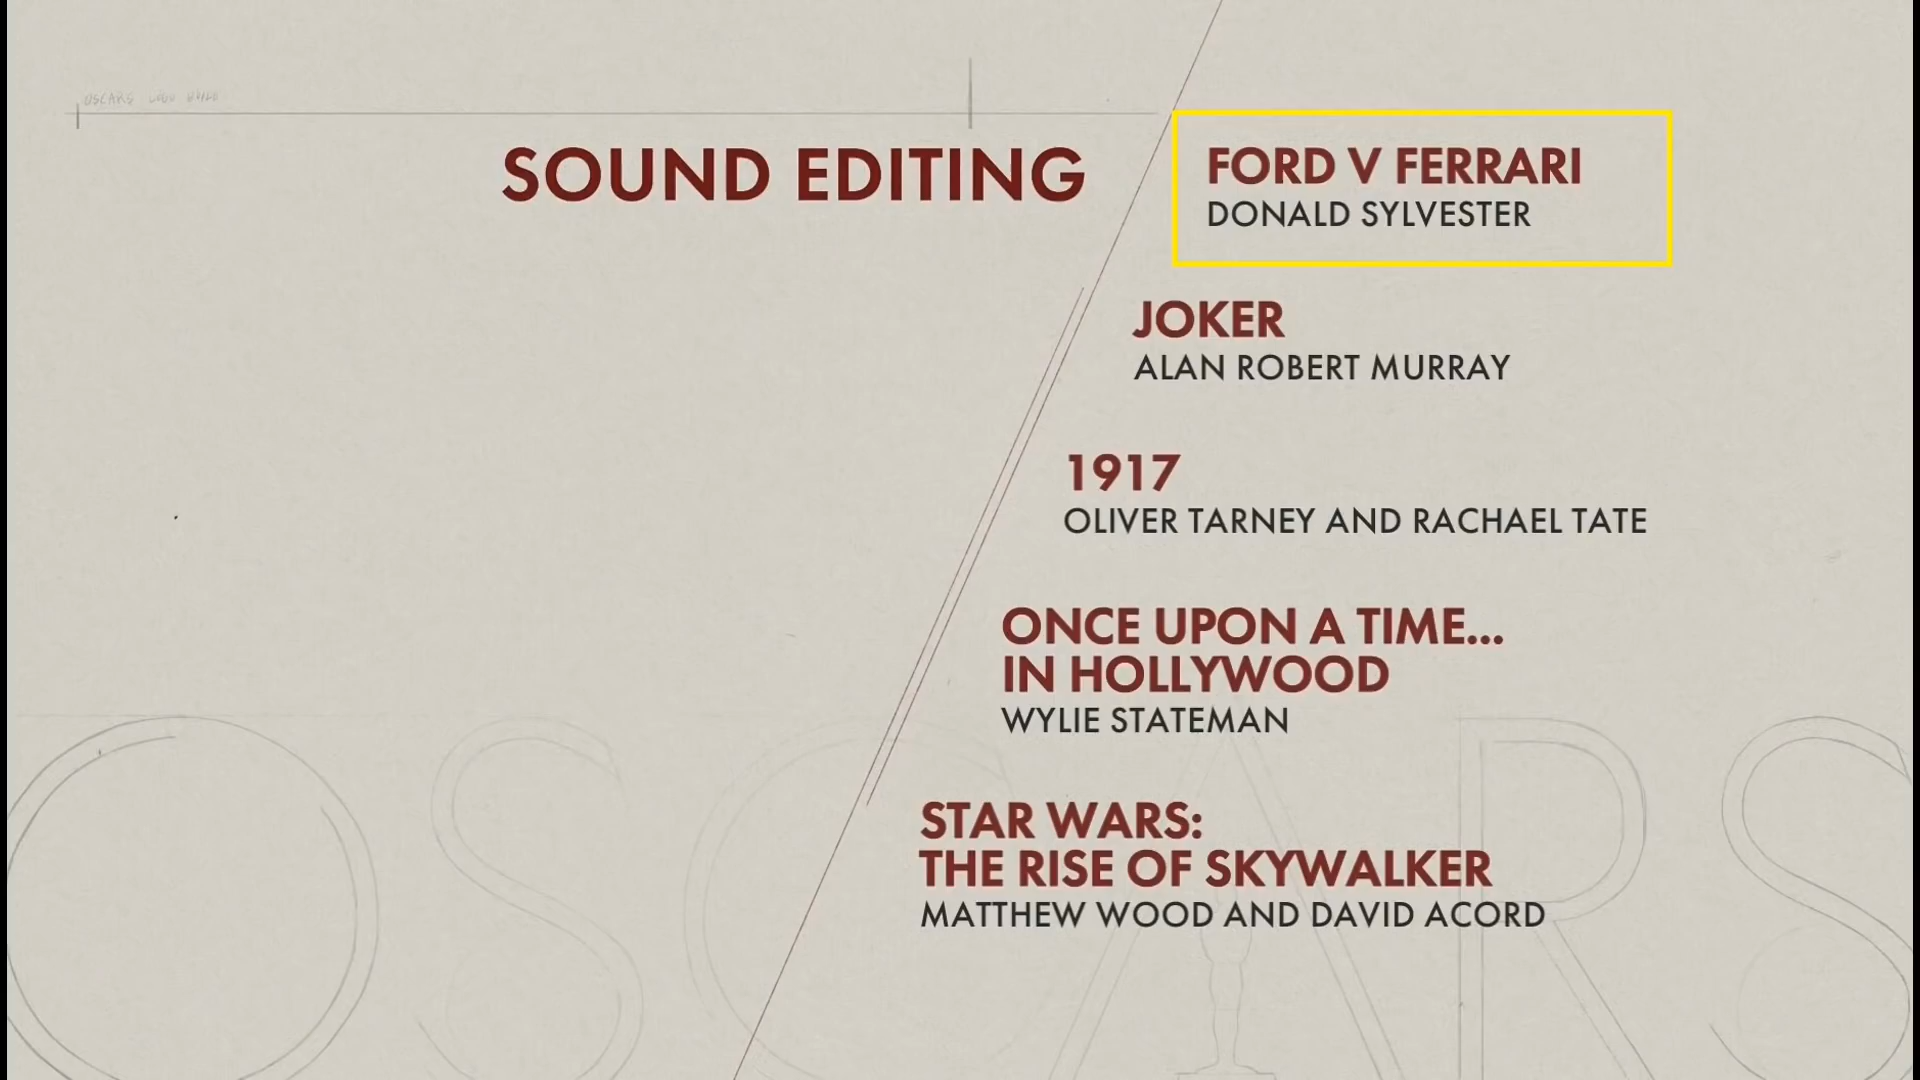 SOUND EDITING
FORD V FERRARI
DONALD SYLVESTER
JOKER
ALAN ROBERT MURRAY
1917
OLIVER TARNEY AND RACHAEL TATE
ONCE UPON A TIME...
IN HOLLYWOOD
WYLIE STATEMAN
STAR WARS:
THE RISE OF SKYWALKER
MATTHEW WOOD AND DAVID ACORD
OSCARS